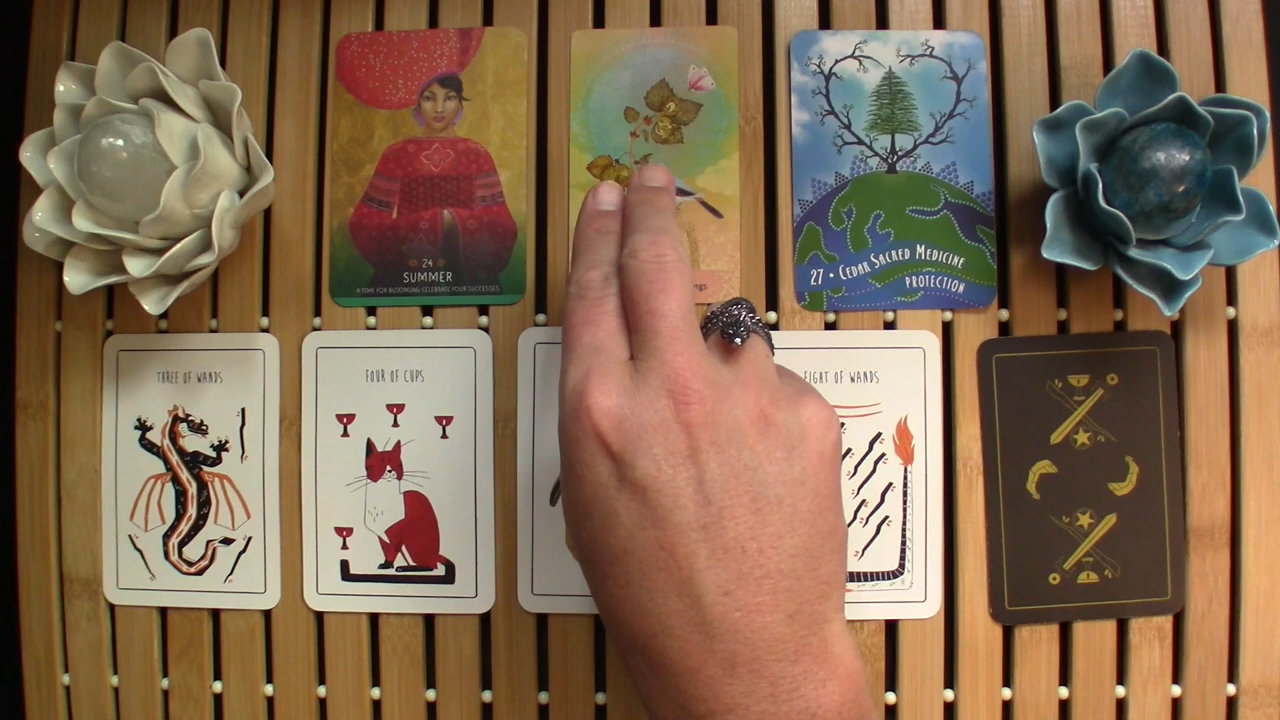 24
SUMMER
A TIME FOR BLOOMING; CELEBRATE YOUR SUCCESSES
27 • CEDAR SACRED MEDICINE
PROTECTION
THREE OF WANDS
FOUR OF CUPS
EIGHT OF WANDS